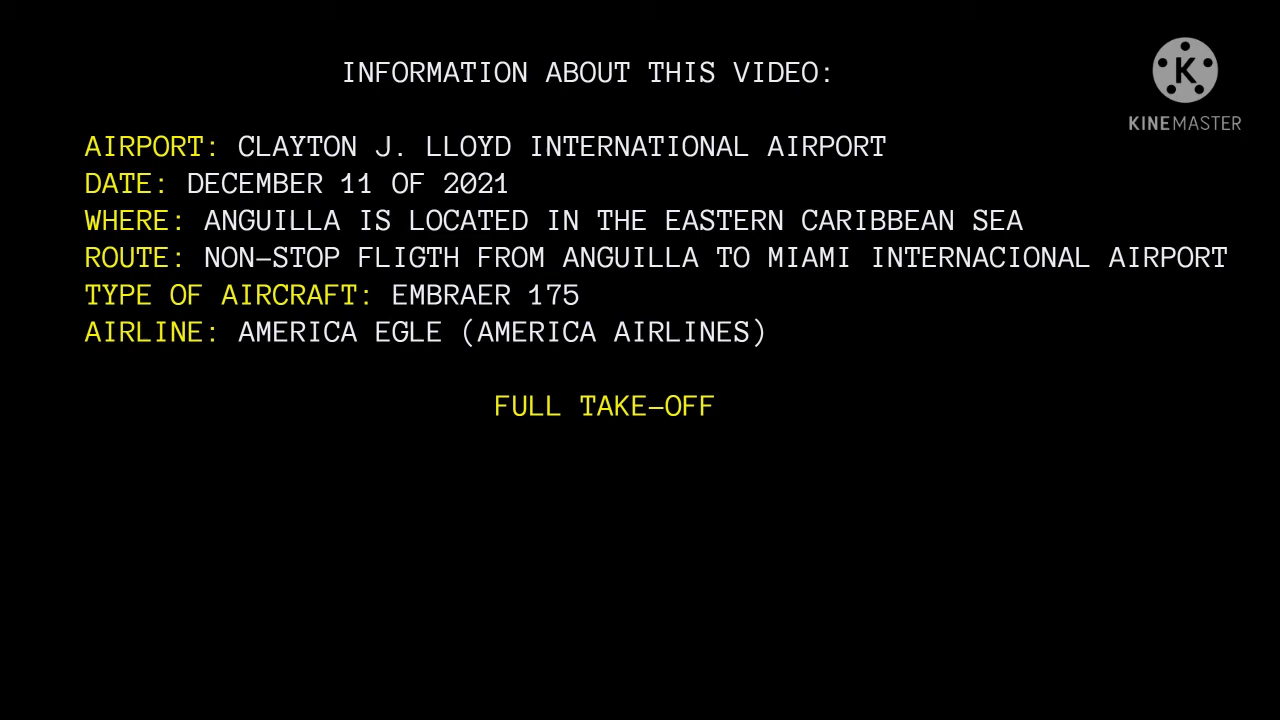 INFORMATION ABOUT THIS VIDEO:
K
KINEMASTER
AIRPORT: CLAYTON J. LLOYD INTERNATIONAL AIRPORT
DATE: DECEMBER 11 OF 2021
WHERE: ANGUILLA IS LOCATED IN THE EASTERN CARIBBEAN SEA
ROUTE: NON-STOP FLIGTH FROM ANGUILLA TO MIAMI INTERNACIONAL AIRPORT
TYPE OF AIRCRAFT: EMBRAER 175
AIRLINE: AMERICA EGLE (AMERICA AIRLINES)
FULL TAKE-OFF